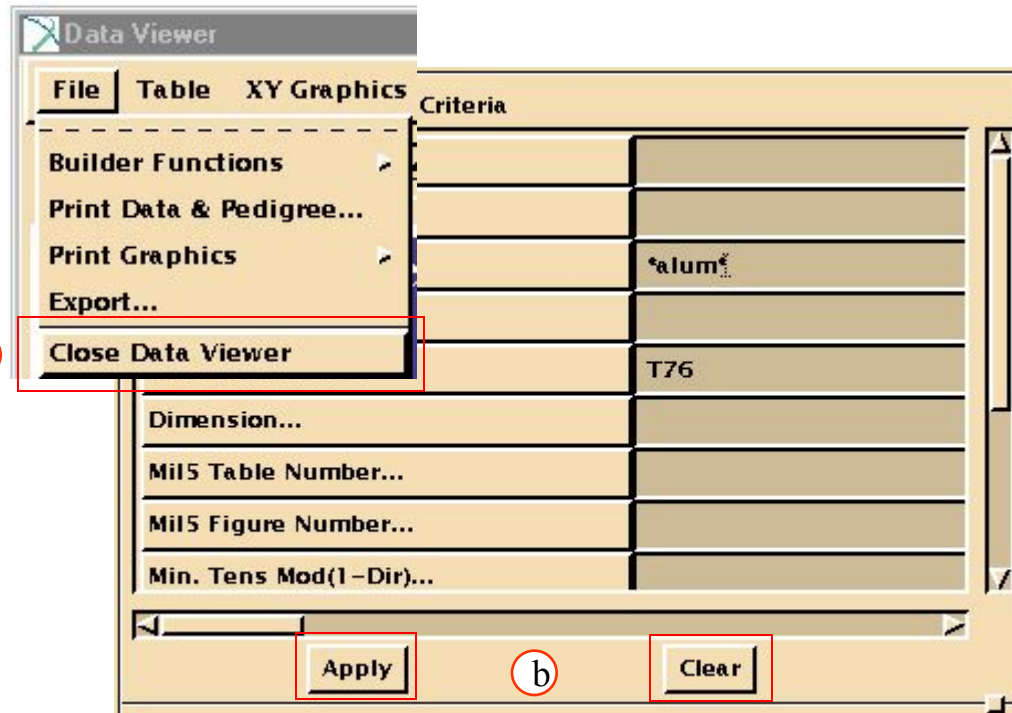 Data Viewer
File Table XY Graphics
Criteria
Builder Functions
Print Data & Pedigree...
Print Graphics
*alum*
Export...
Close Data Viewer
T76
Dimension...
Mil5 Table Number...
Mil5 Figure Number...
Min. Tens Mod(1-Dir)...
Apply
b
Clear